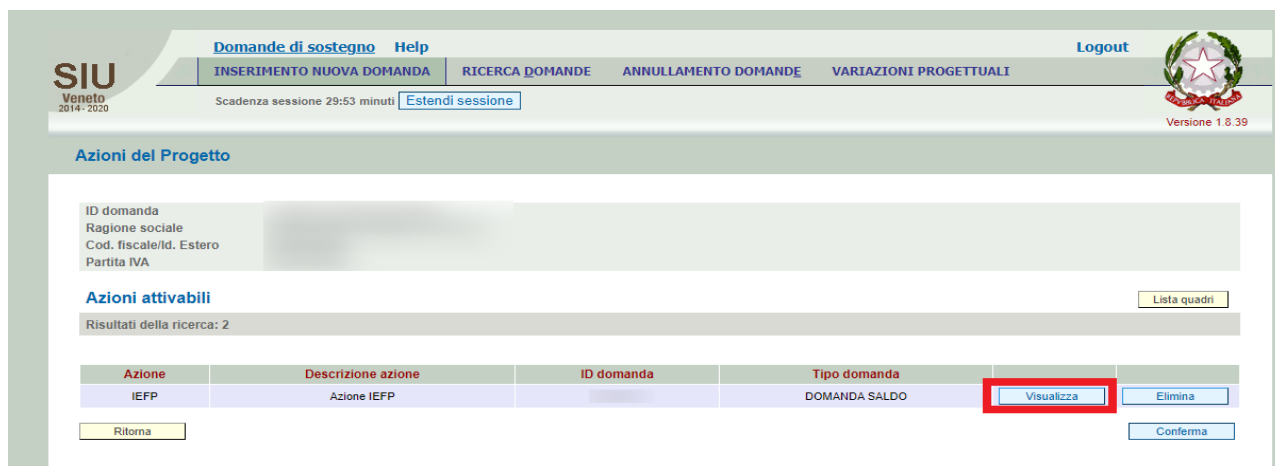 Domande di sostegno Help Logout
SIU
Veneto
2014-2020
INSERIMENTO NUOVA DOMANDA RICERCA DOMANDE ANNULLAMENTO DOMANDE VARIAZIONI PROGETTUALI
Scadenza sessione 29:53 minuti Estendi sessione
REPVBBLICA ITALIANA
Versione 1.8.39
Azioni del Progetto
ID domanda
Ragione sociale
Cod. fiscale/Id. Estero
Partita IVA
Azioni attivabili Lista quadri
Risultati della ricerca: 2
Azione Descrizione azione ID domanda Tipo domanda
IEFP Azione IEFP DOMANDA SALDO Visualizza Elimina
Ritorna Conferma